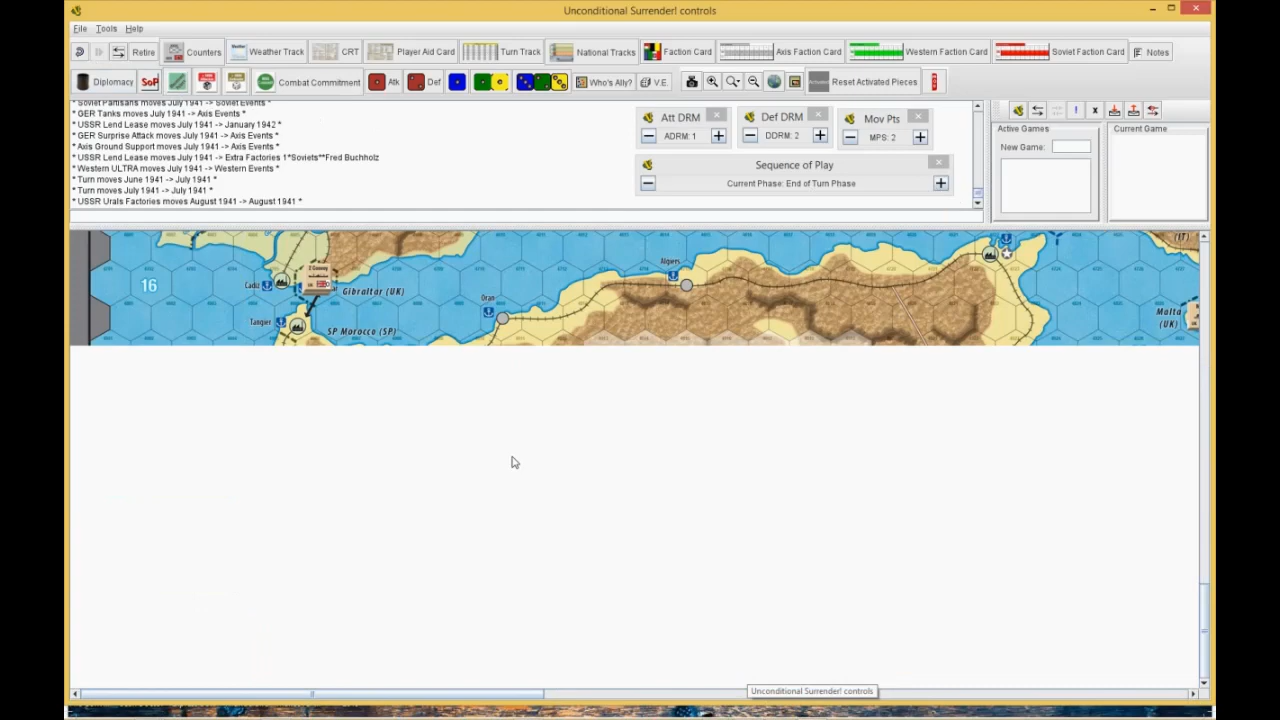 Unconditional Surrender! controls
File Tools Help
Retire Counters Weather Track CRT Player Aid Card Turn Track National Tracks Faction Card Axis Faction Card Western Faction Card Soviet Faction Card Notes
Diplomacy SoP Combat Commitment Atk Def Who's Ally? V.E. Reset Activated Pieces
* Soviet Partisans moves July 1941 -> Soviet Events *
* GER Tanks moves July 1941 -> Axis Events *
* USSR Lend Lease moves July 1941 -> January 1942 *
* GER Surprise Attack moves July 1941 -> Axis Events *
* Axis Ground Support moves July 1941 -> Axis Events *
* USSR Lend Lease moves July 1941 -> Extra Factories 1*Soviets**Fred Buchholz
* Western ULTRA moves July 1941 -> Western Events *
* Turn moves June 1941 -> July 1941 *
* Turn moves July 1941 -> July 1941 *
* USSR Urals Factories moves August 1941 -> August 1941 *
Att DRM
ADRM: 1
Def DRM
DDRM: 2
Mov Pts
MPS: 2
Sequence of Play
Current Phase: End of Turn Phase
Active Games
New Game:
Current Game
16
Cadiz
Gibraltar (UK)
Tangier
SP Morocco (SP)
Oran
Algiers
(IT)
Malta
(UK)
Unconditional Surrender! controls